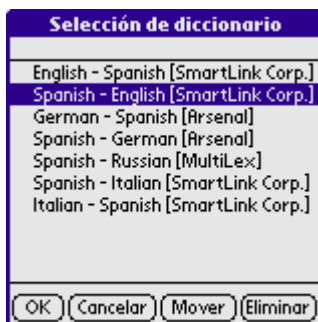 Selección de diccionario
English - Spanish [SmartLink Corp.]
Spanish - English [SmartLink Corp.]
German - Spanish [Arsenal]
Spanish - German [Arsenal]
Spanish - Russian [MultiLex]
Spanish - Italian [SmartLink Corp.]
Italian - Spanish [SmartLink Corp.]
OK Cancelar Mover Eliminar